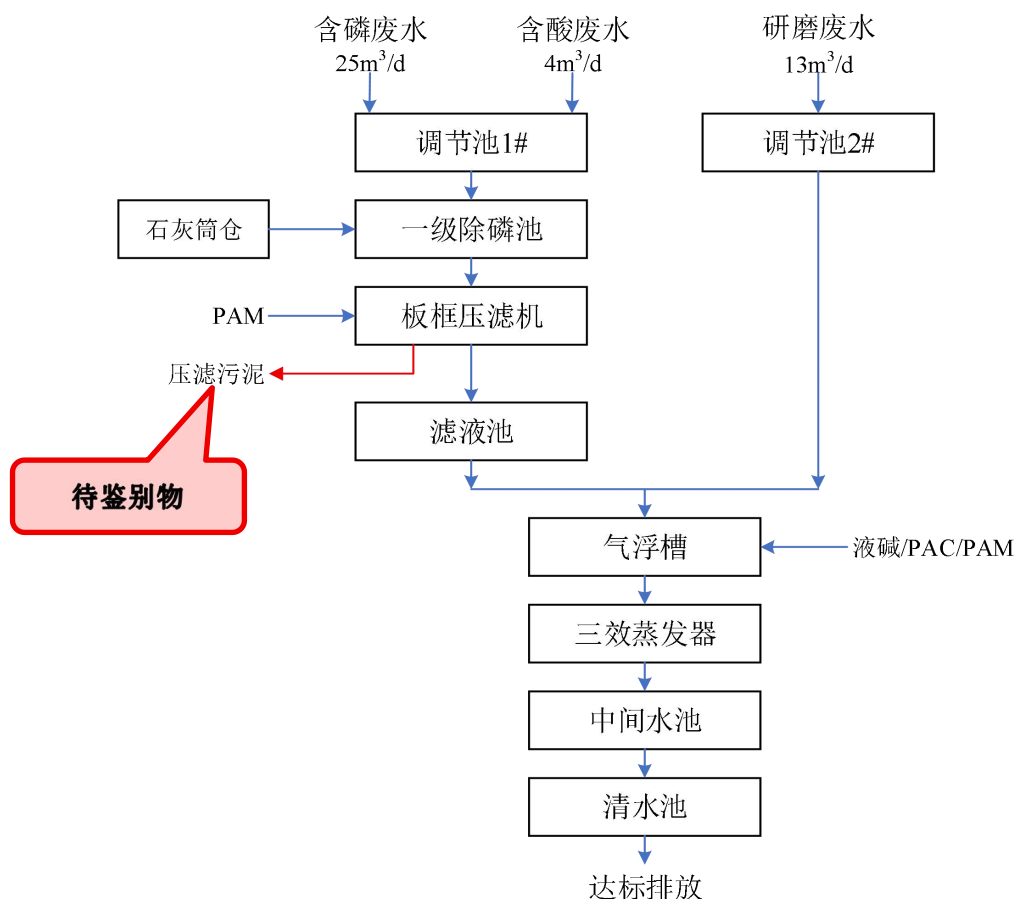 含磷废水
25m³/d
含酸废水
4m³/d
研磨废水
13m³/d
调节池1#
调节池2#
石灰筒仓
一级除磷池
PAM
板框压滤机
压滤污泥
滤液池
待鉴别物
气浮槽
液碱/PAC/PAM
三效蒸发器
中间水池
清水池
达标排放